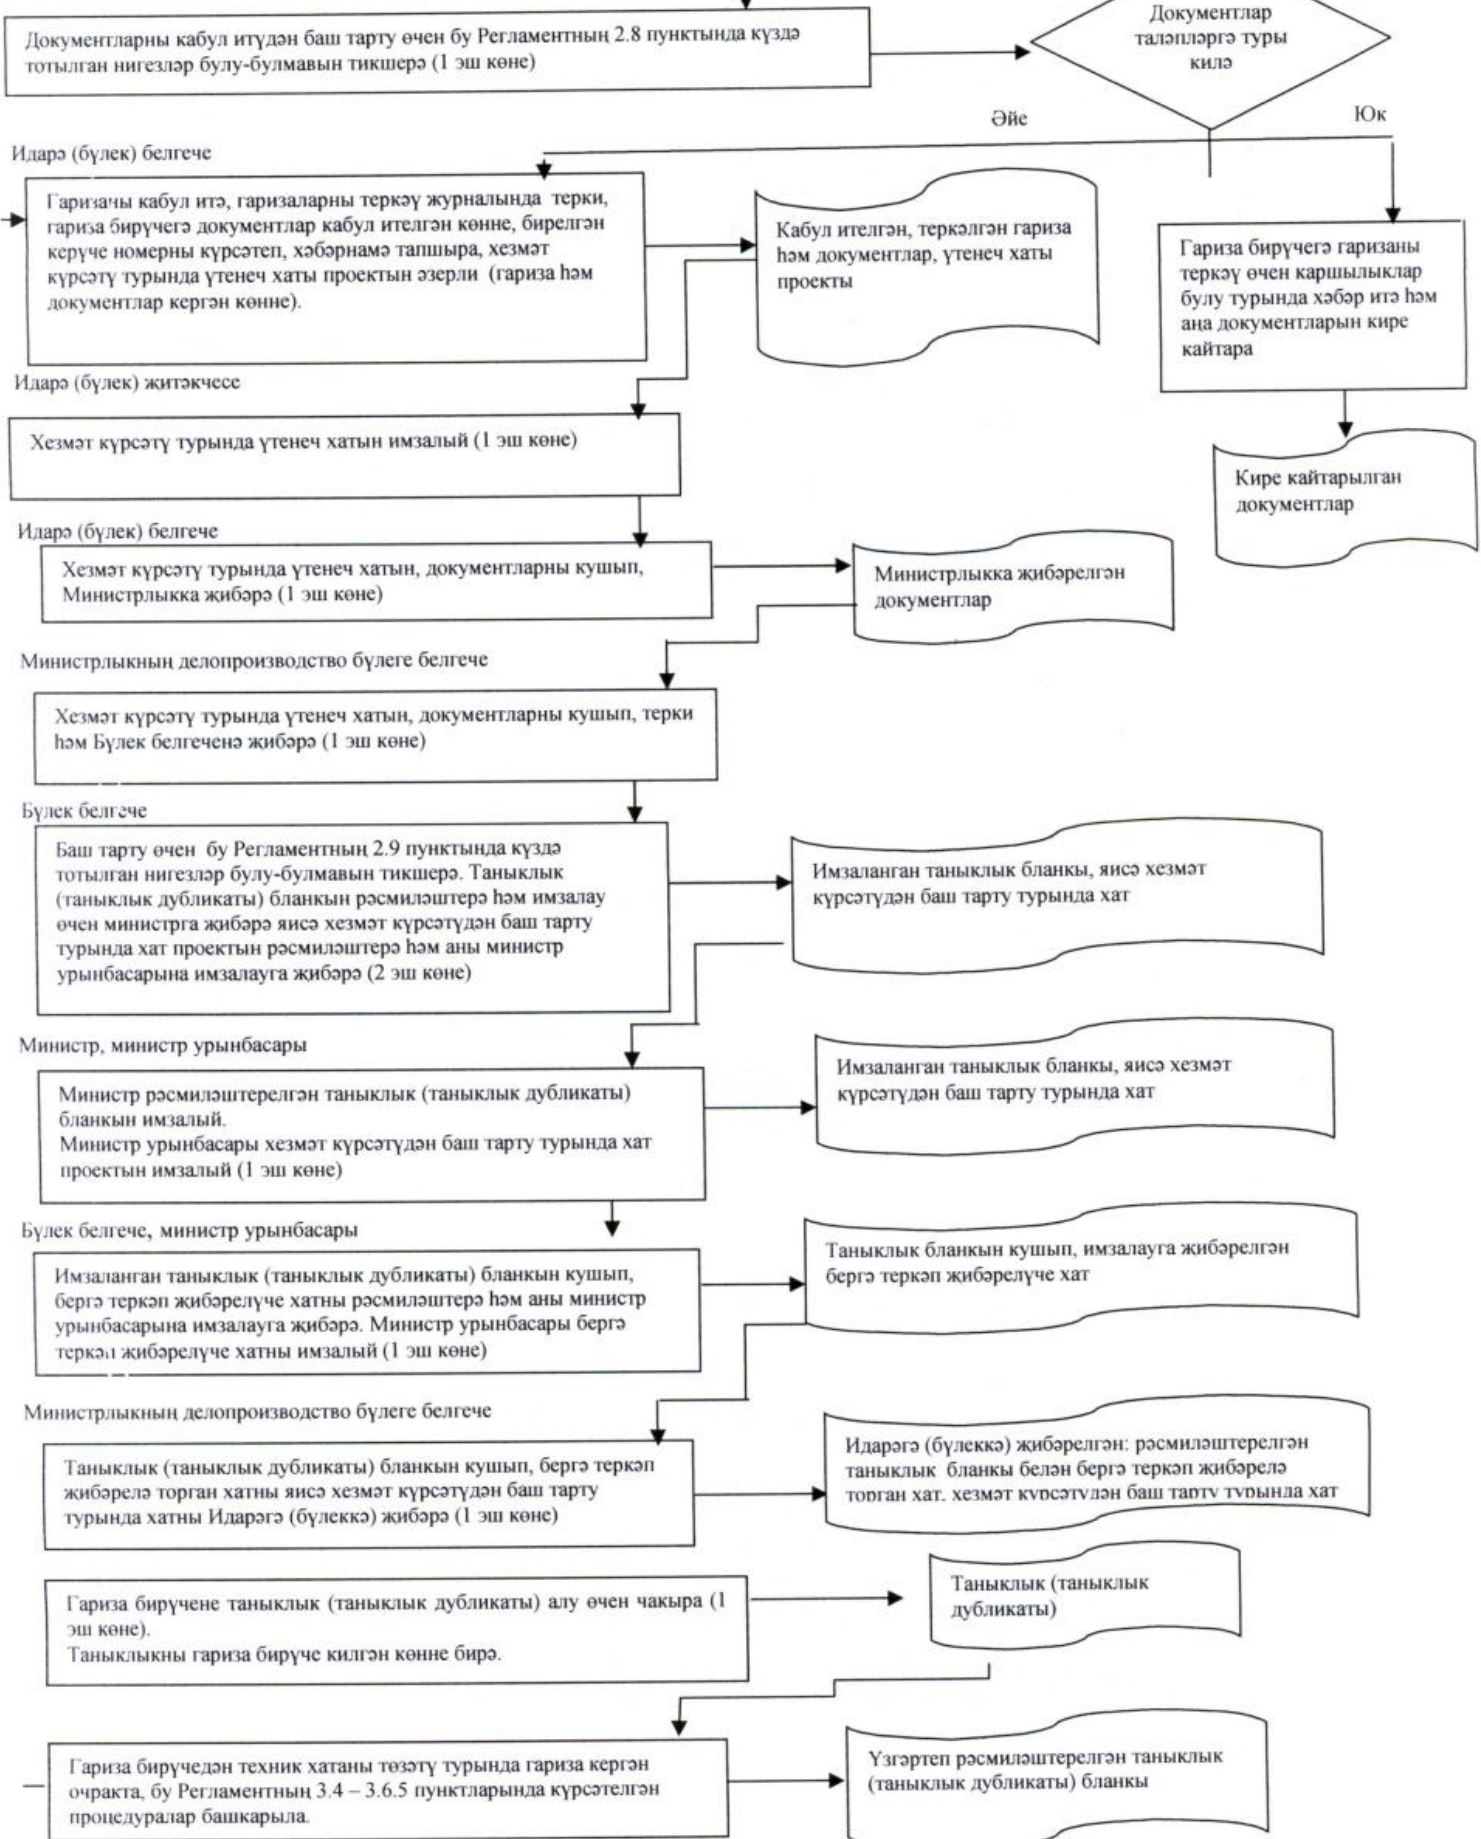 Документларны кабул итүдән баш тарту өчен бу Регламентның 2.8 пунктында күздә
тотылган нигезләр булу-булмавын тикшерә (1 эш көне)
Документлар
таләпләргә туры
килә
Әйе
Юк
Идарә (бүлек) белгече
Гаризачы кабул итә, гаризаларны теркәү журналында терки,
гариза бирүчегә документлар кабул ителгән көнне, бирелгән
керүче номерны күрсәтеп, хәбәрнамә тапшыра, хезмәт
күрсәтү турында үтенеч хаты проектын әзерли (гариза һәм
документлар кергән көнне).
Кабул ителгән, теркәлгән гариза
һәм документлар, үтенеч хаты
проекты
Гариза бирүчегә гаризаны
теркәү өчен каршылыклар
булу турында хәбәр итә һәм
аңа документларын кире
кайтара
Идарә (бүлек) җитәкчесе
Хезмәт күрсәтү турында үтенеч хатын имзалый (1 эш көне)
Кире кайтарылган
документлар
Идарә (бүлек) белгече
Хезмәт күрсәтү турында үтенеч хатын, документларны кушып,
Министрлыкка җибәрә (1 эш көне)
Министрлыкка җибәрелгән
документлар
Министрлыкның делопроизводство бүлеге белгече
Хезмәт күрсәтү турында үтенеч хатын, документларны кушып, терки
һәм Бүлек белгеченә җибәрә (1 эш көне)
Бүлек белгече
Баш тарту өчен бу Регламентның 2.9 пунктында күздә
тотылган нигезләр булу-булмавын тикшерә. Таныклык
(таныклык дубликаты) бланкын рәсмиләштерә һәм имзалау
өчен министрга җибәрә яисә хезмәт күрсәтүдән баш тарту
турында хат проектын рәсмиләштерә һәм аны министр
урынбасарына имзалауга җибәрә (2 эш көне)
Имзаланган таныклык бланкы, яисә хезмәт
күрсәтүдән баш тарту турында хат
Министр, министр урынбасары
Министр рәсмиләштерелгән таныклык (таныклык дубликаты)
бланкын имзалый.
Министр урынбасары хезмәт күрсәтүдән баш тарту турында хат
проектын имзалый (1 эш көне)
Имзаланган таныклык бланкы, яисә хезмәт
күрсәтүдән баш тарту турында хат
Бүлек белгече, министр урынбасары
Имзаланган таныклык (таныклык дубликаты) бланкын кушып,
бергә теркәп җибәрелүче хатны рәсмиләштерә һәм аны министр
урынбасарына имзалауга җибәрә. Министр урынбасары бергә
теркәп җибәрелүче хатны имзалый (1 эш көне)
Таныклык бланкын кушып, имзалауга җибәрелгән
бергә теркәп җибәрелүче хат
Министрлыкның делопроизводство бүлеге белгече
Таныклык (таныклык дубликаты) бланкын кушып, бергә теркәп
җибәрелә торган хатны яисә хезмәт күрсәтүдән баш тарту
турында хатны Идарәгә (бүлеккә) җибәрә (1 эш көне)
Идарәгә (бүлеккә) җибәрелгән: рәсмиләштерелгән
таныклык бланкы белән бергә теркәп җибәрелә
торган хат, хезмәт күрсәтүдән баш тарту турында хат
Гариза бирүчене таныклык (таныклык дубликаты) алу өчен чакыра (1
эш көне).
Таныклыкны гариза бирүче килгән көнне бирә.
Таныклык (таныклык
дубликаты)
Гариза бирүчедән техник хатаны төзәтү турында гариза кергән
очракта, бу Регламентның 3.4 – 3.6.5 пунктларында күрсәтелгән
процедуралар башкарыла.
Үзгәртеп рәсмиләштерелгән таныклык
(таныклык дубликаты) бланкы